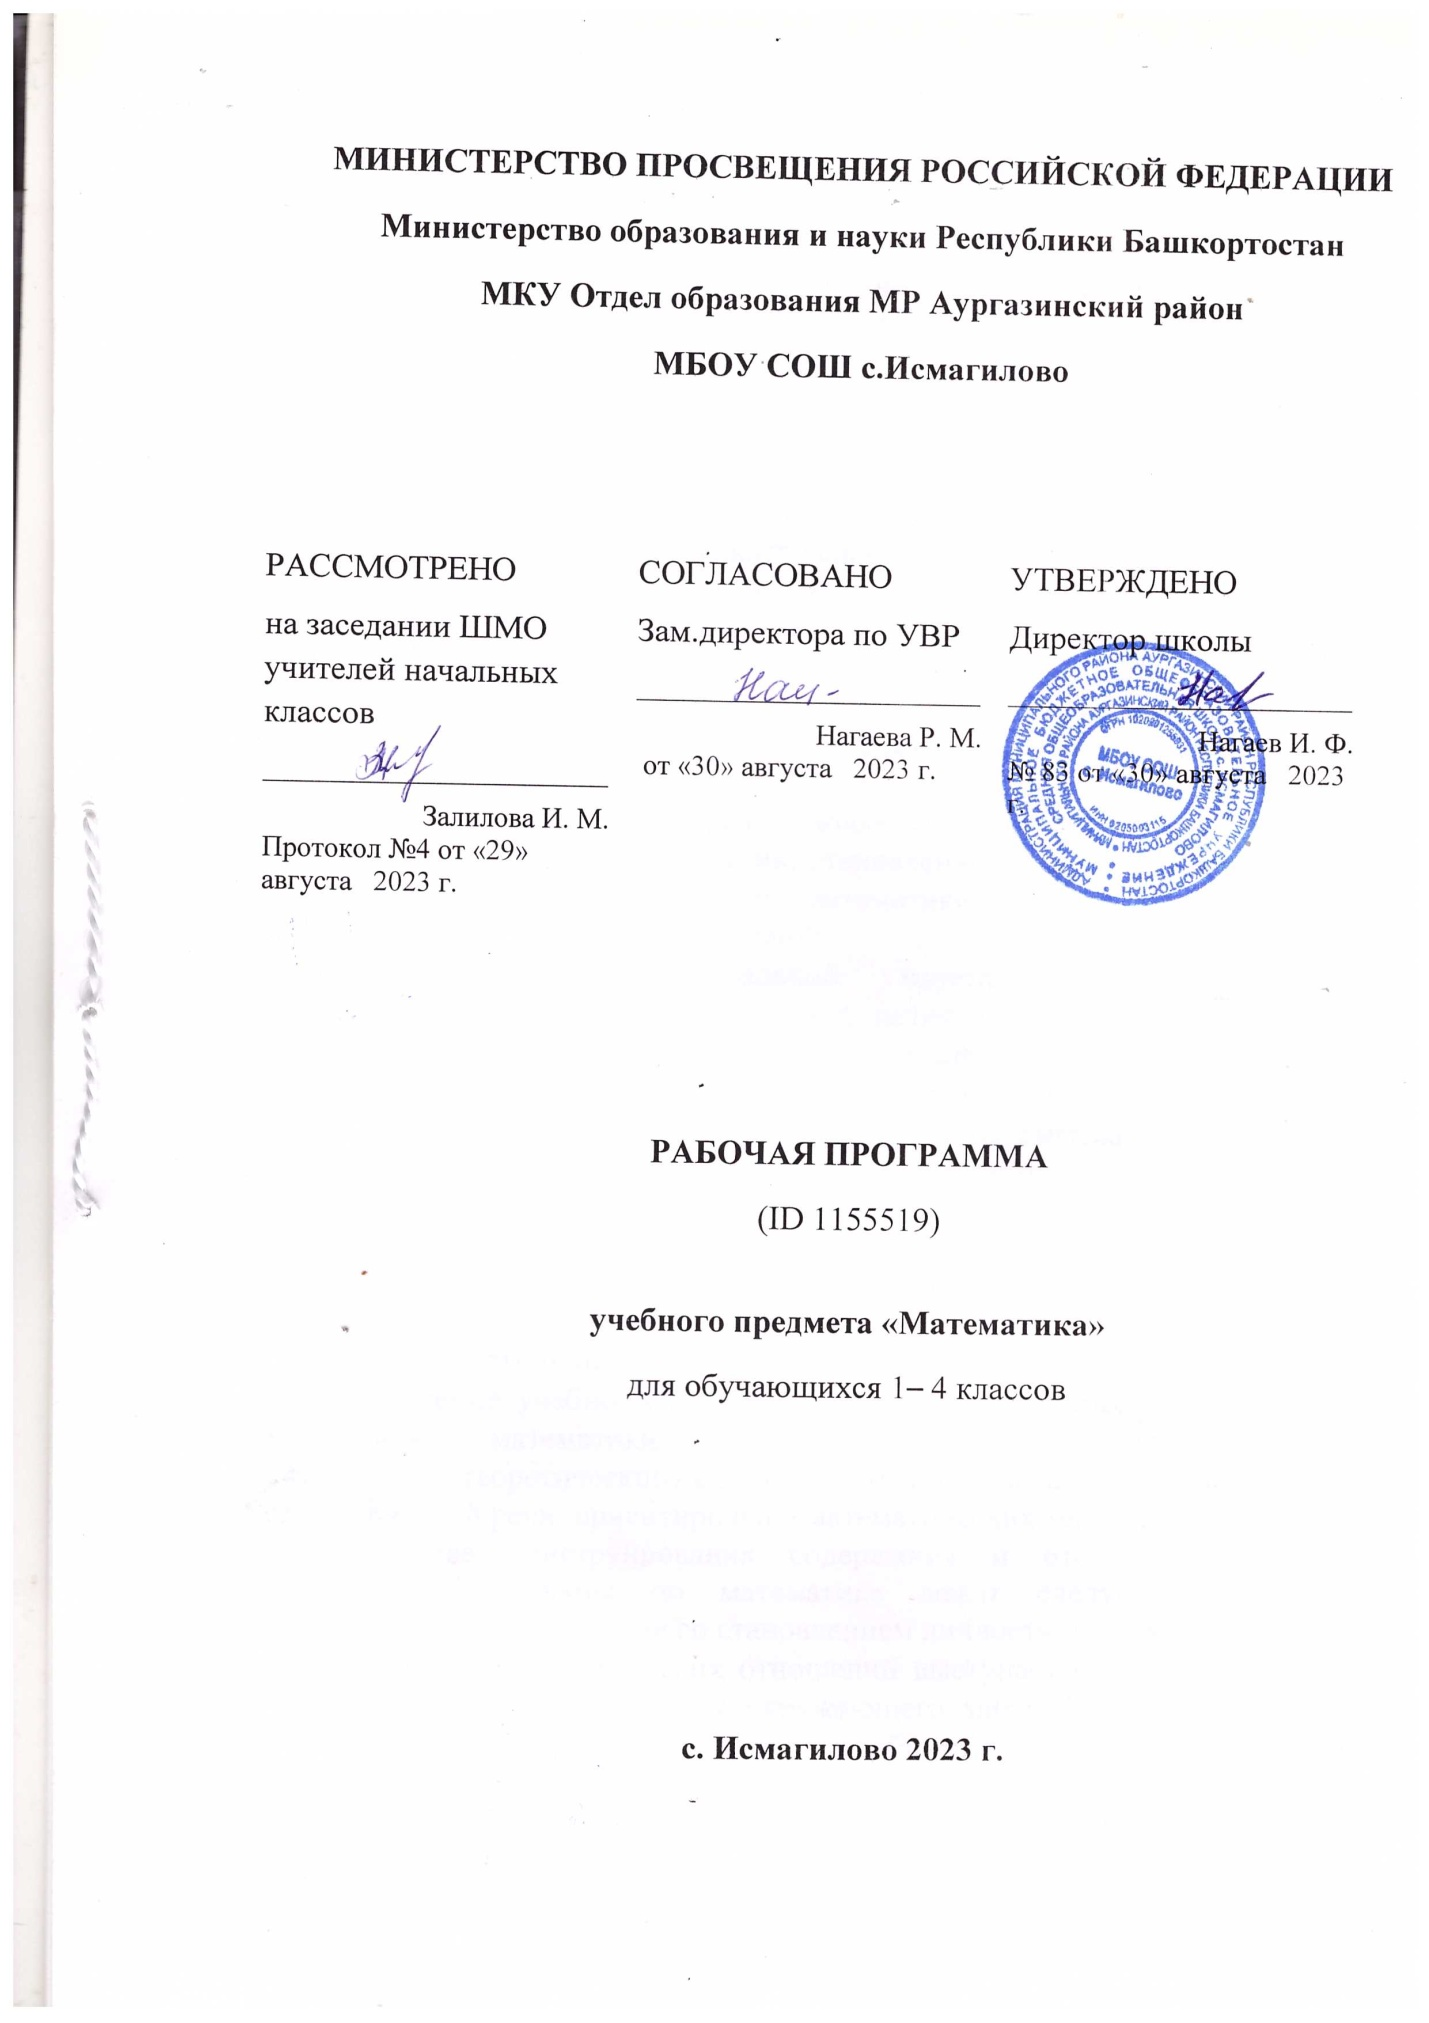 МИНИСТЕРСТВО ПРОСВЕЩЕНИЯ РОССИЙСКОЙ ФЕДЕРАЦИИ
Министерство образования и науки Республики Башкортостан
МКУ Отдел образования МР Аургазинский район
МБОУ СОШ с.Исмагилово
РАССМОТРЕНО
на заседании ШМО
учителей начальных
классов
Залилова И. М.
Протокол №4 от «29»
августа 2023 г.
СОГЛАСОВАНО
Зам.директора по УВР
Нагаева Р. М.
от «30» августа 2023 г.
УТВЕРЖДЕНО
Директор школы
Нагаев И. Ф.
№ 83 от «30» августа 2023
г.
МБОУ СОШ
с. Исмагилово
РАБОЧАЯ ПРОГРАММА
(ID 1155519)
учебного предмета «Математика»
для обучающихся 1– 4 классов
с. Исмагилово 2023 г.